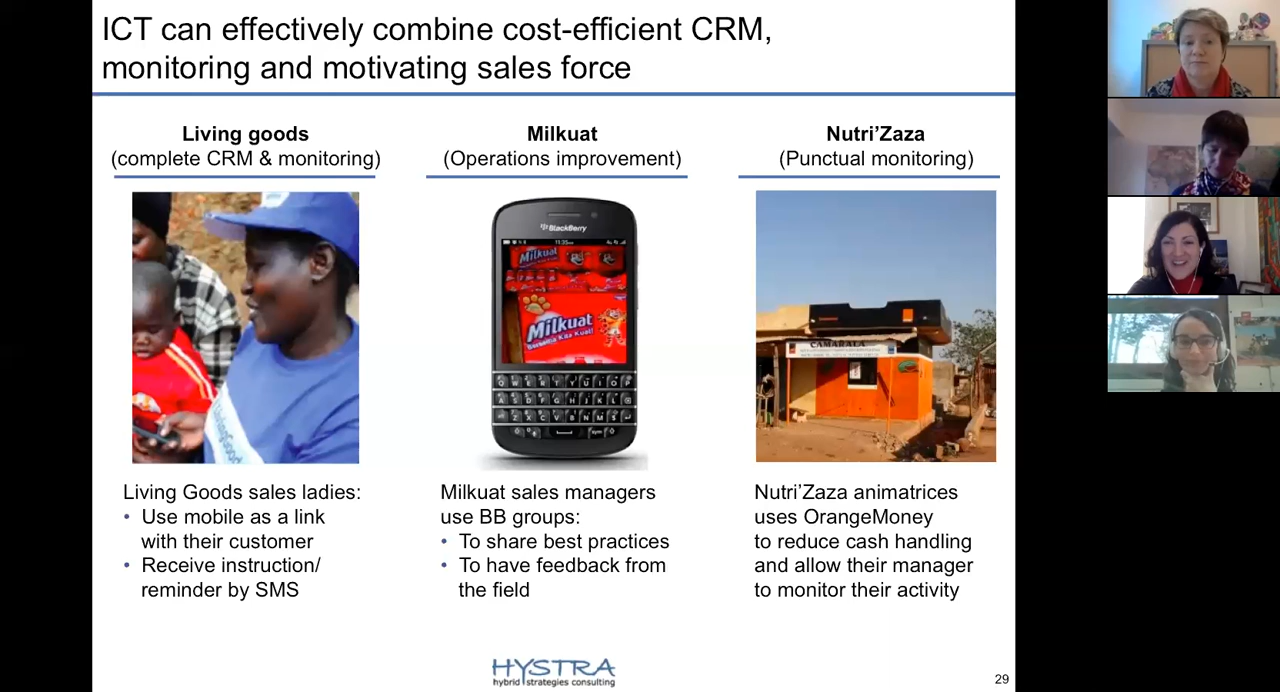 ICT can effectively combine cost-efficient CRM,
monitoring and motivating sales force
Living goods
(complete CRM & monitoring)
Milkuat
(Operations improvement)
Nutri’Zaza
(Punctual monitoring)
BlackBerry
Milkuat
Milkuat
CAMARALA
Living Goods sales ladies:
• Use mobile as a link
with their customer
• Receive instruction/
reminder by SMS
Milkuat sales managers
use BB groups:
• To share best practices
• To have feedback from
the field
Nutri’Zaza animatrices
uses OrangeMoney
to reduce cash handling
and allow their manager
to monitor their activity
HYSTRA
hybrid strategies consulting
29